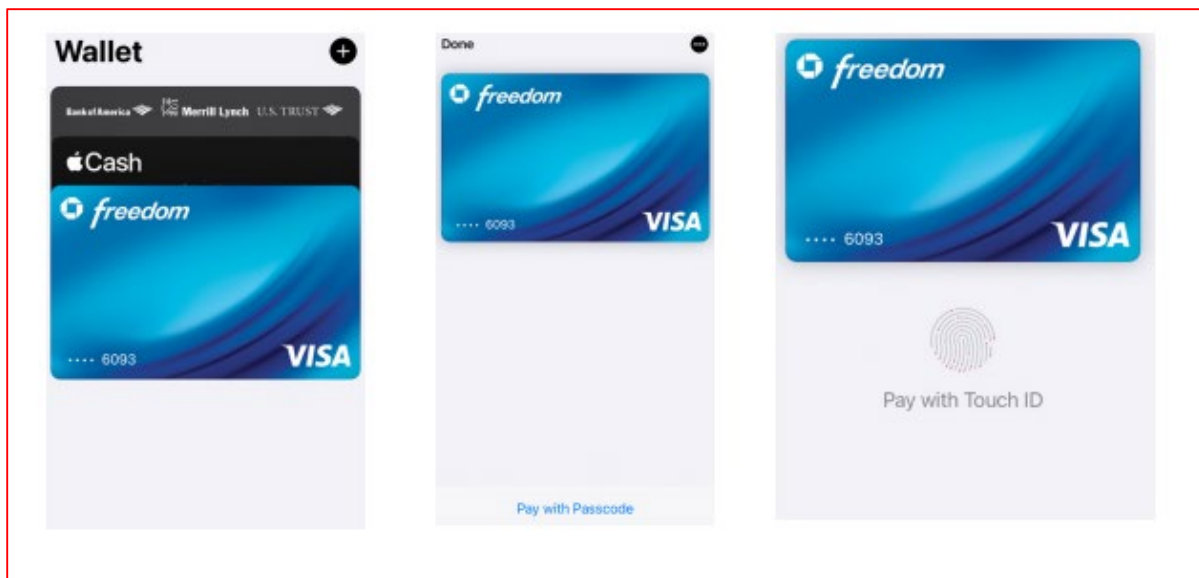 Wallet
Bank of America Merrill Lynch U.S. TRUST
Cash
freedom
.... 6093 VISA
Done
freedom
.... 6093 VISA
Pay with Passcode
freedom
.... 6093 VISA
Pay with Touch ID